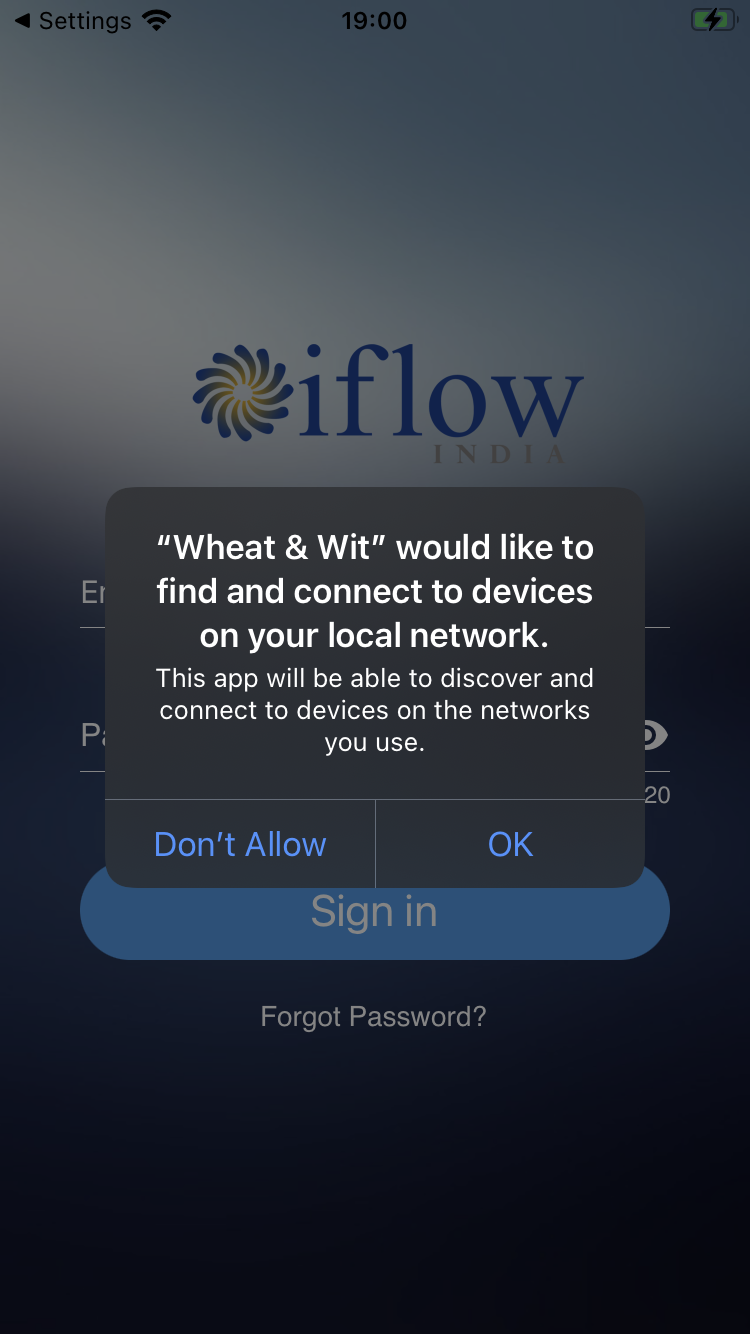 ◀ Settings 19:00
iflow
INDIA
“Wheat & Wit” would like to
find and connect to devices
on your local network.
This app will be able to discover and
connect to devices on the networks
you use.
20
Don’t Allow OK
Sign in
Forgot Password?